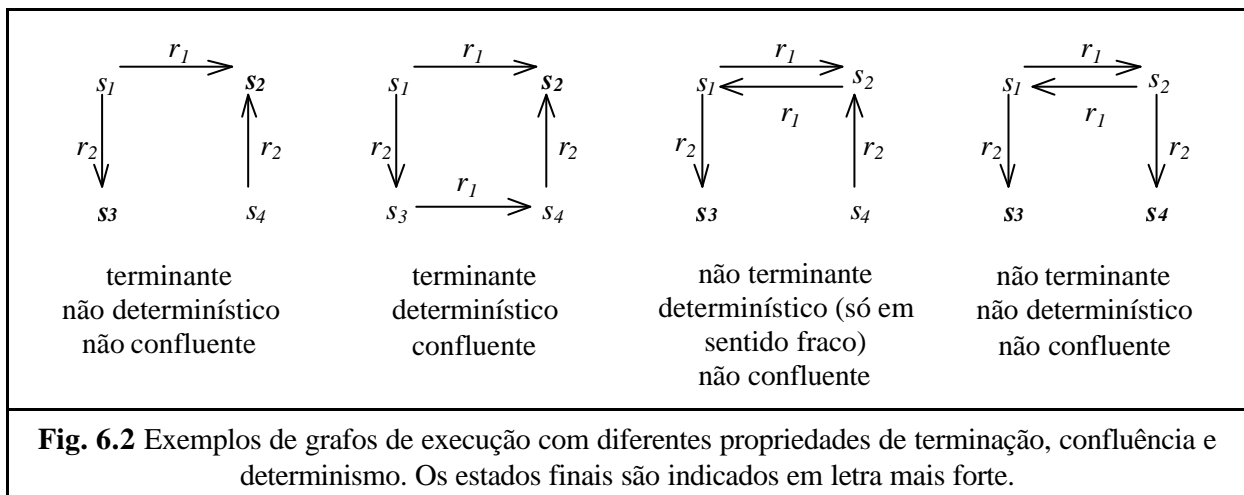 r1 r1 r1 r1
s1 s2 s1 s2 s1 s2 s1 s2
r1 r1
r2 r2 r2 r2 r2 r2 r2 r2
r1
s3 s4 s3 s4 s3 s4 s3 s4
terminante
não determinístico
não confluente
terminante
determinístico
confluente
não terminante
determinístico (só em
sentido fraco)
não confluente
não terminante
não determinístico
não confluente
Fig. 6.2 Exemplos de grafos de execução com diferentes propriedades de terminação, confluência e
determinismo. Os estados finais são indicados em letra mais forte.